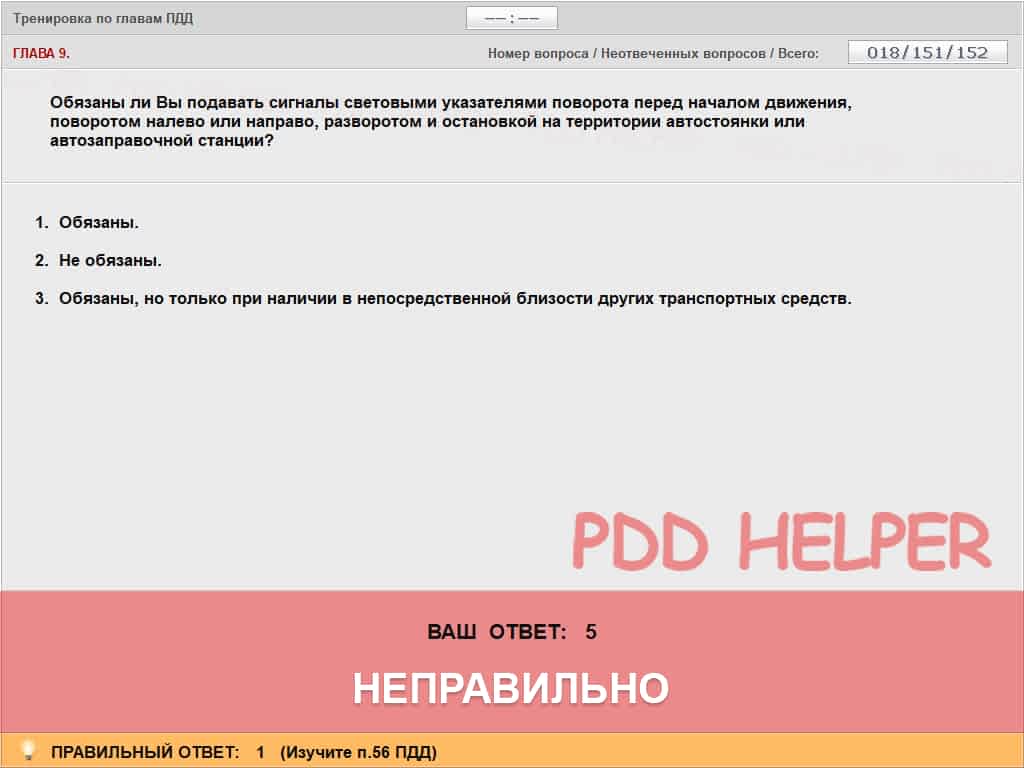 Тренировка по главам ПДД
—— : ——
ГЛАВА 9.
Номер вопроса / Неотвеченных вопросов / Всего:
018/151/152
Обязаны ли Вы подавать сигналы световыми указателями поворота перед началом движения,
поворотом налево или направо, разворотом и остановкой на территории автостоянки или
автозаправочной станции?
1. Обязаны.
2. Не обязаны.
3. Обязаны, но только при наличии в непосредственной близости других транспортных средств.
PDD HELPER
ВАШ ОТВЕТ: 5
НЕПРАВИЛЬНО
ПРАВИЛЬНЫЙ ОТВЕТ: 1 (Изучите п.56 ПДД)